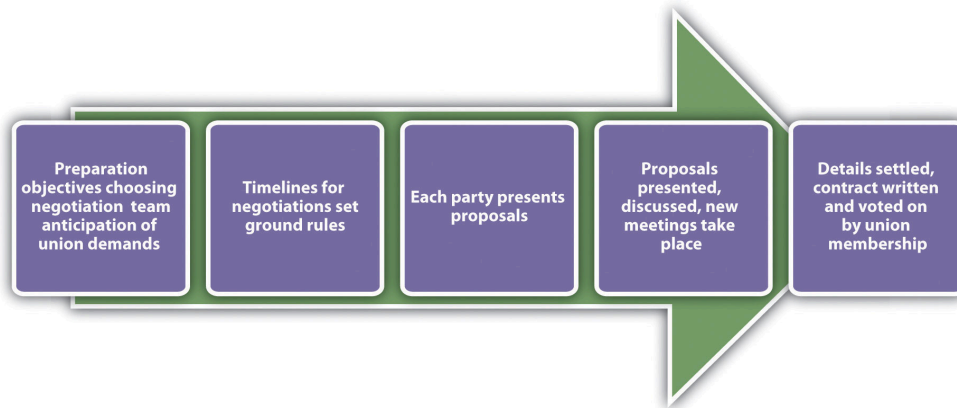 Preparation
objectives choosing
negotiation team
anticipation of
union demands
Timelines for
negotiations set
ground rules
Each party presents
proposals
Proposals
presented,
discussed, new
meetings take
place
Details settled,
contract written
and voted on
by union
membership